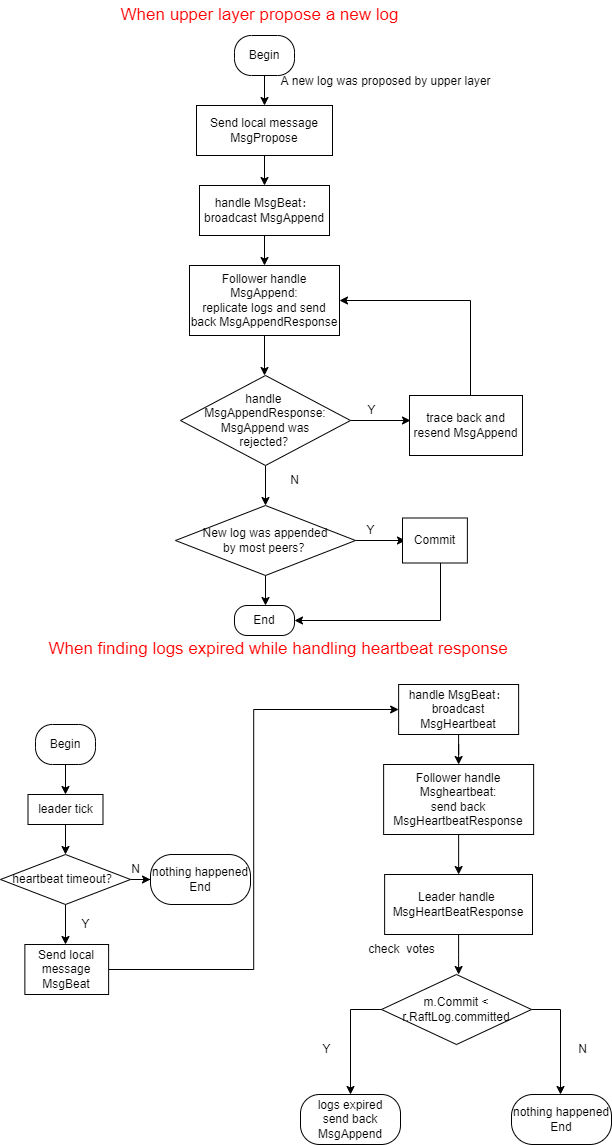 When upper layer propose a new log
Begin
A new log was proposed by upper layer
Send local message
MsgPropose
handle MsgBeat：
broadcast MsgAppend
Follower handle
MsgAppend:
replicate logs and send
back MsgAppendResponse
handle
MsgAppendResponse:
MsgAppend was
rejected?
Y
trace back and
resend MsgAppend
N
New log was appended
by most peers?
Y
Commit
End
When finding logs expired while handling heartbeat response
Begin
leader tick
heartbeat timeout?
N
nothing happened
End
Y
Send local
message
MsgBeat
handle MsgBeat：
broadcast
MsgHeartbeat
Follower handle
Msgheartbeat:
send back
MsgHeartbeatResponse
Leader handle
MsgHeartBeatResponse
check votes
m.Commit <
r.RaftLog.committed
Y
N
logs expired
send back
MsgAppend
nothing happened
End